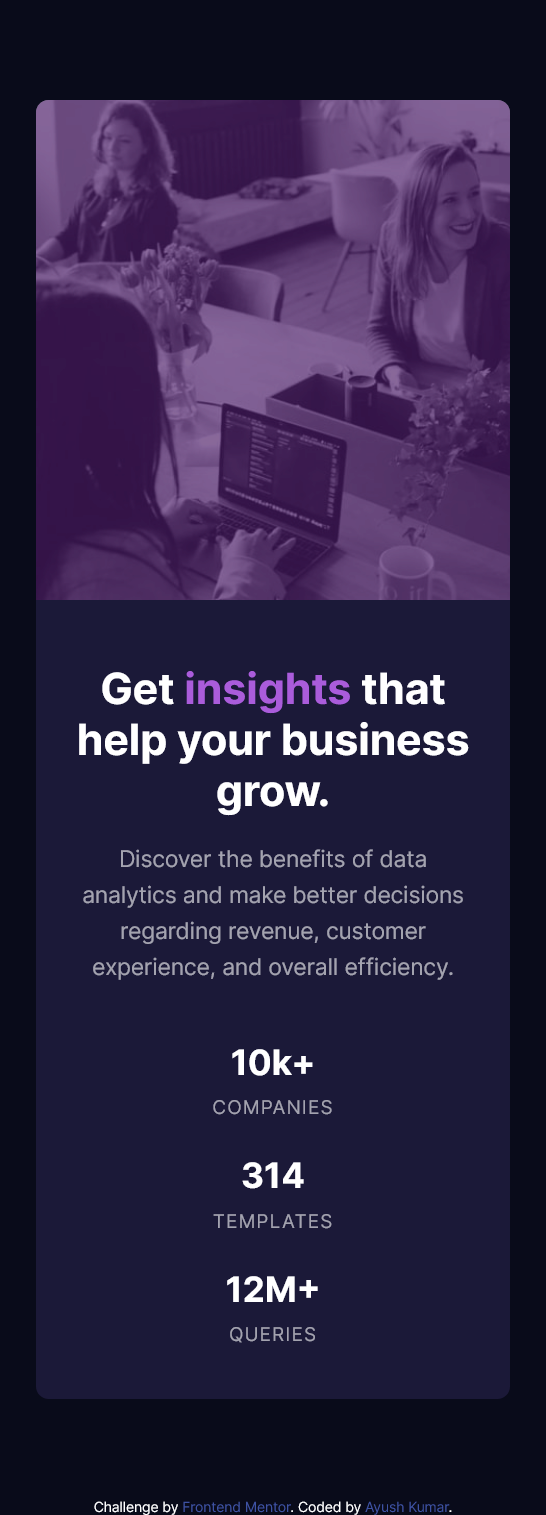 Get insights that
help your business
grow.
Discover the benefits of data
analytics and make better decisions
regarding revenue, customer
experience, and overall efficiency.
10k+
COMPANIES
314
TEMPLATES
12M+
QUERIES
Challenge by Frontend Mentor. Coded by Ayush Kumar.